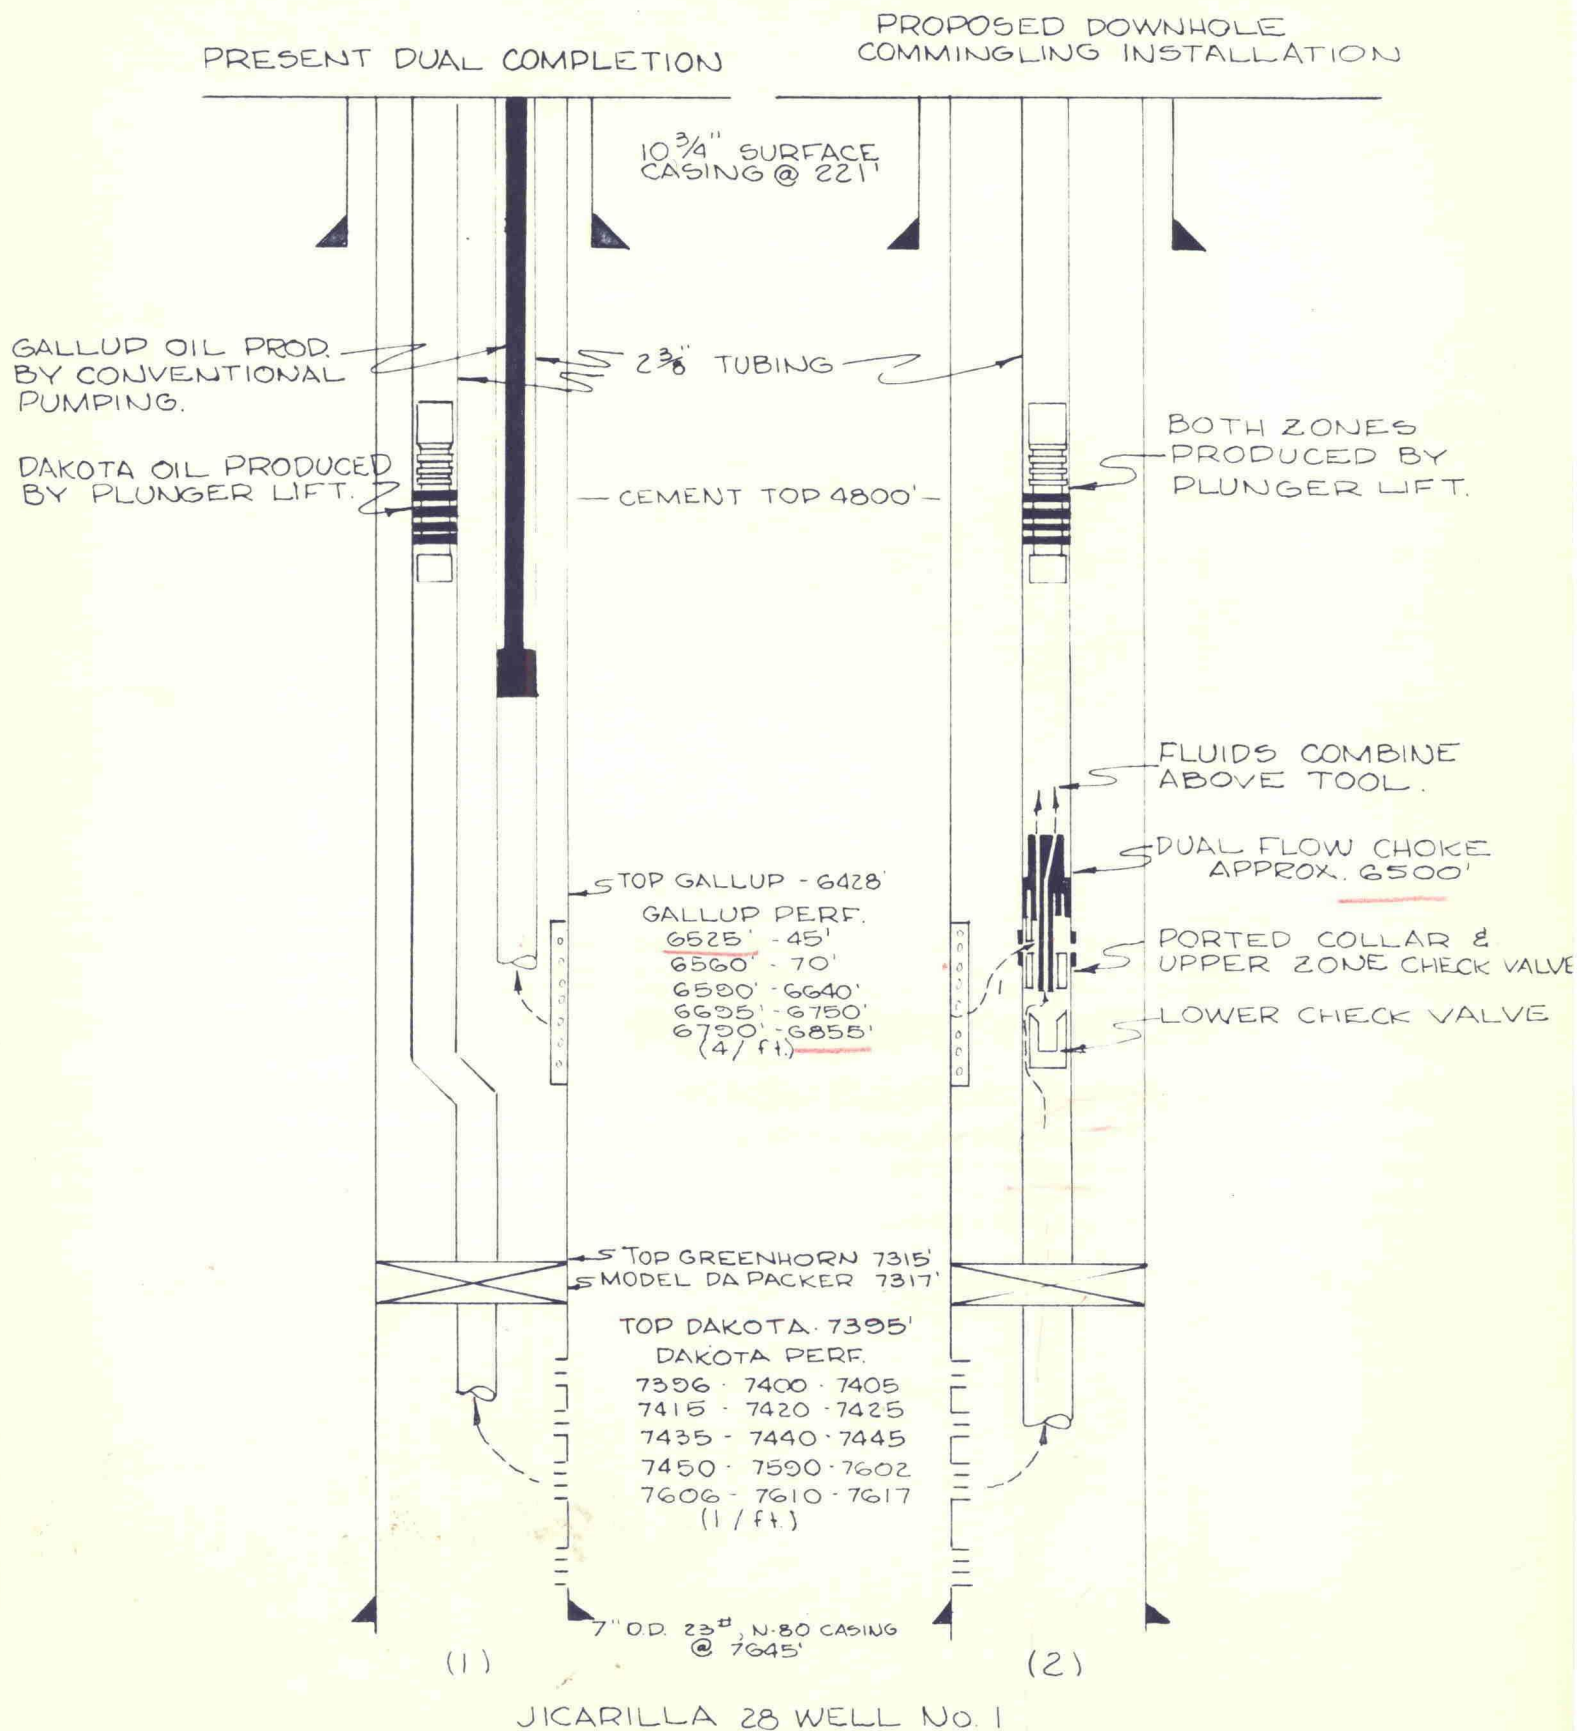 PRESENT DUAL COMPLETION
PROPOSED DOWNHOLE
COMMINGLING INSTALLATION
10 3/4" SURFACE
CASING @ 221'
GALLUP OIL PROD.
BY CONVENTIONAL
PUMPING.
2 3/8" TUBING
DAKOTA OIL PRODUCED
BY PLUNGER LIFT.
CEMENT TOP 4800'
BOTH ZONES
PRODUCED BY
PLUNGER LIFT.
FLUIDS COMBINE
ABOVE TOOL.
DUAL FLOW CHOKE
APPROX. 6500'
PORTED COLLAR &
UPPER ZONE CHECK VALVE
LOWER CHECK VALVE
TOP GALLUP - 6428'
GALLUP PERF.
6525' - 45'
6560' - 70'
6590' - 6640'
6695' - 6750'
6790' - 6855'
(4/ft.)
TOP GREENHORN 7315'
MODEL DA PACKER 7317'
TOP DAKOTA - 7395'
DAKOTA PERF.
7396 - 7400 - 7405
7415 - 7420 - 7425
7435 - 7440 - 7445
7450 - 7590 - 7602
7606 - 7610 - 7617
(1/ft.)
7" O.D. 23#, N-80 CASING
@ 7645'
(1)
(2)
JICARILLA 28 WELL No. 1